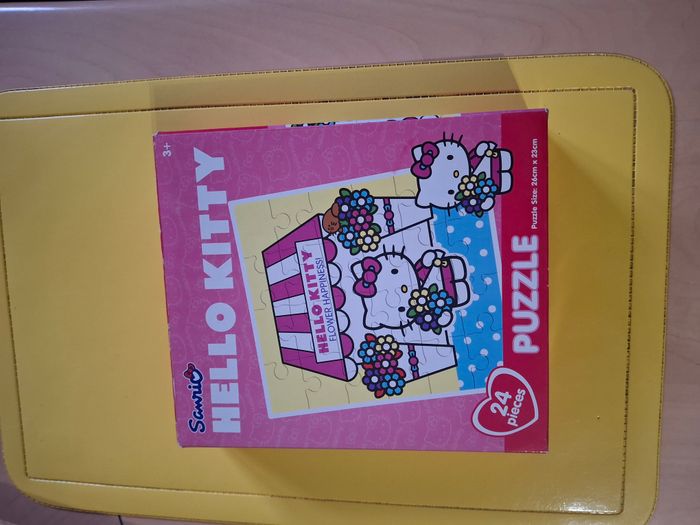 Sanrio
3+
HELLO KITTY
HELLO KITTY
FLOWER HAPPINESS!
24
pieces
PUZZLE
Puzzle Size: 26cm x 23cm